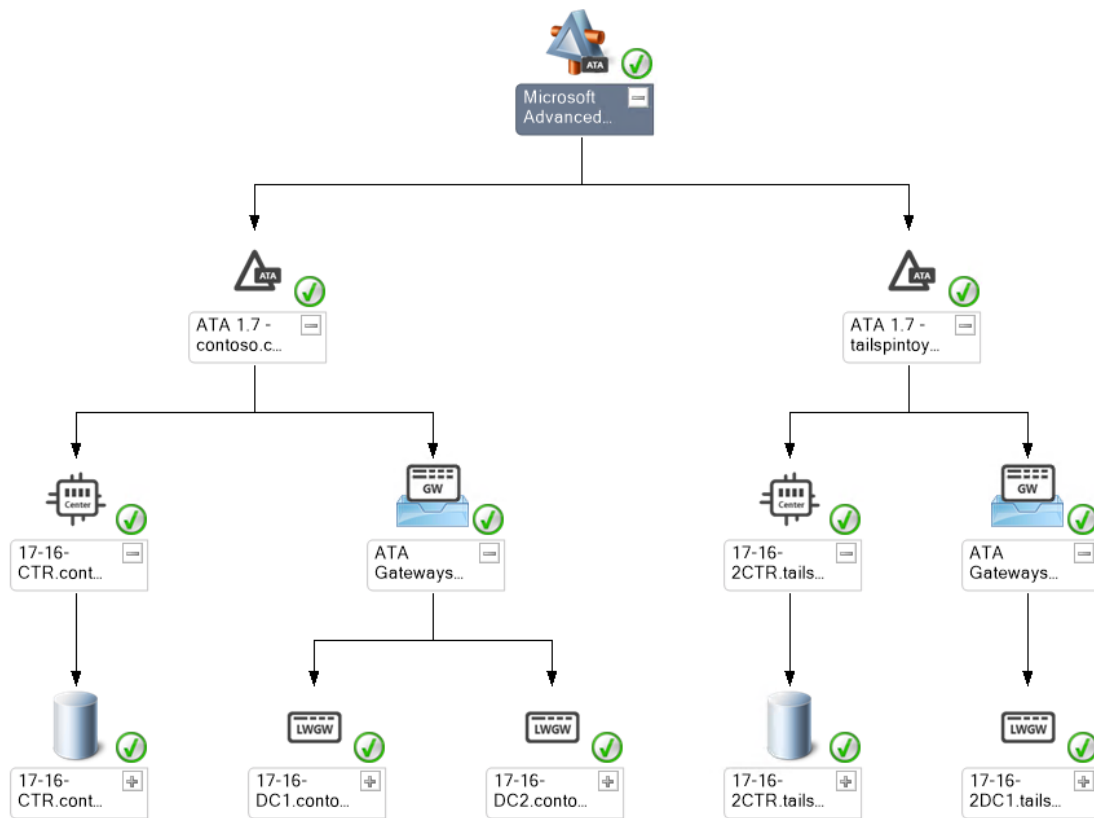 ATA
Microsoft
Advanced...
ATA
ATA 1.7 -
contoso.c...
ATA
ATA 1.7 -
tailspintoy...
Center
17-16-
CTR.cont...
GW
ATA
Gateways...
Center
17-16-
2CTR.tails...
GW
ATA
Gateways...
17-16-
CTR.cont...
LWGW
17-16-
DC1.conto...
LWGW
17-16-
DC2.conto...
17-16-
2CTR.tails...
LWGW
17-16-
2DC1.tails...